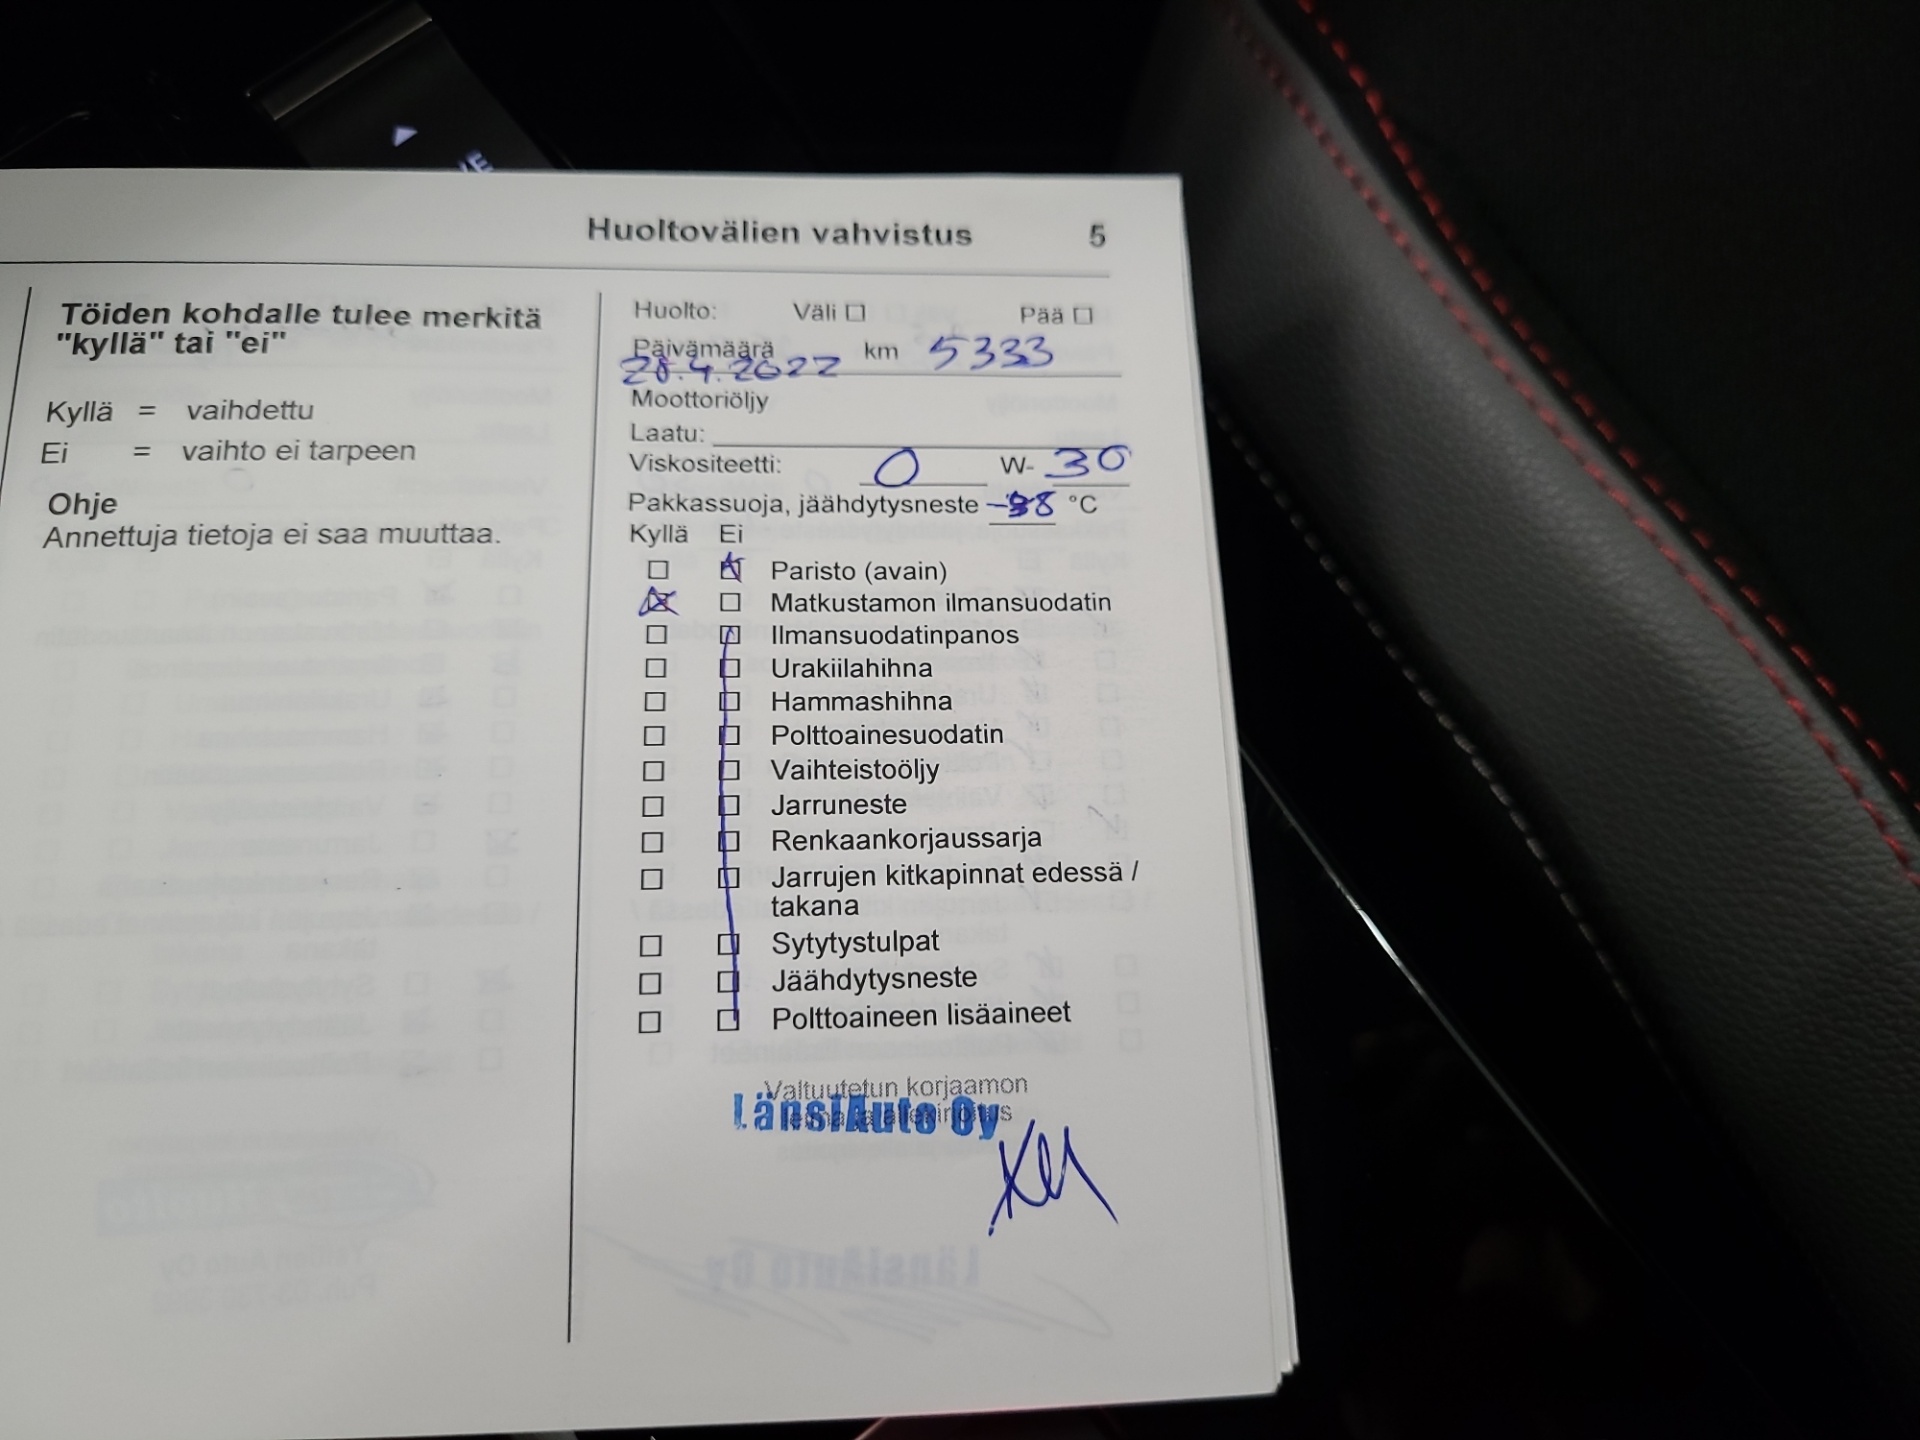 Huoltovälien vahvistus 5
Töiden kohdalle tulee merkitä
"kyllä" tai "ei"
Kyllä = vaihdettu
Ei = vaihto ei tarpeen
Ohje
Annettuja tietoja ei saa muuttaa.
Huolto: Väli ☐ Pää ☐
Päivämäärä km 5333
28.4.2022
Moottoriöljy
Laatu:
Viskositeetti: 0 W- 30
Pakkassuoja, jäähdytysneste -38 °C
Kyllä Ei
Paristo (avain)
Matkustamon ilmansuodatin
Ilmansuodatinpanos
Urakiilahihna
Hammashihna
Polttoainesuodatin
Vaihteistoöljy
Jarruneste
Renkaankorjaussarja
Jarrujen kitkapinnat edessä /
takana
Sytytystulpat
Jäähdytysneste
Polttoaineen lisäaineet
Valtuutetun korjaamon
leima ja allekirjoitus
LänsiAuto Oy